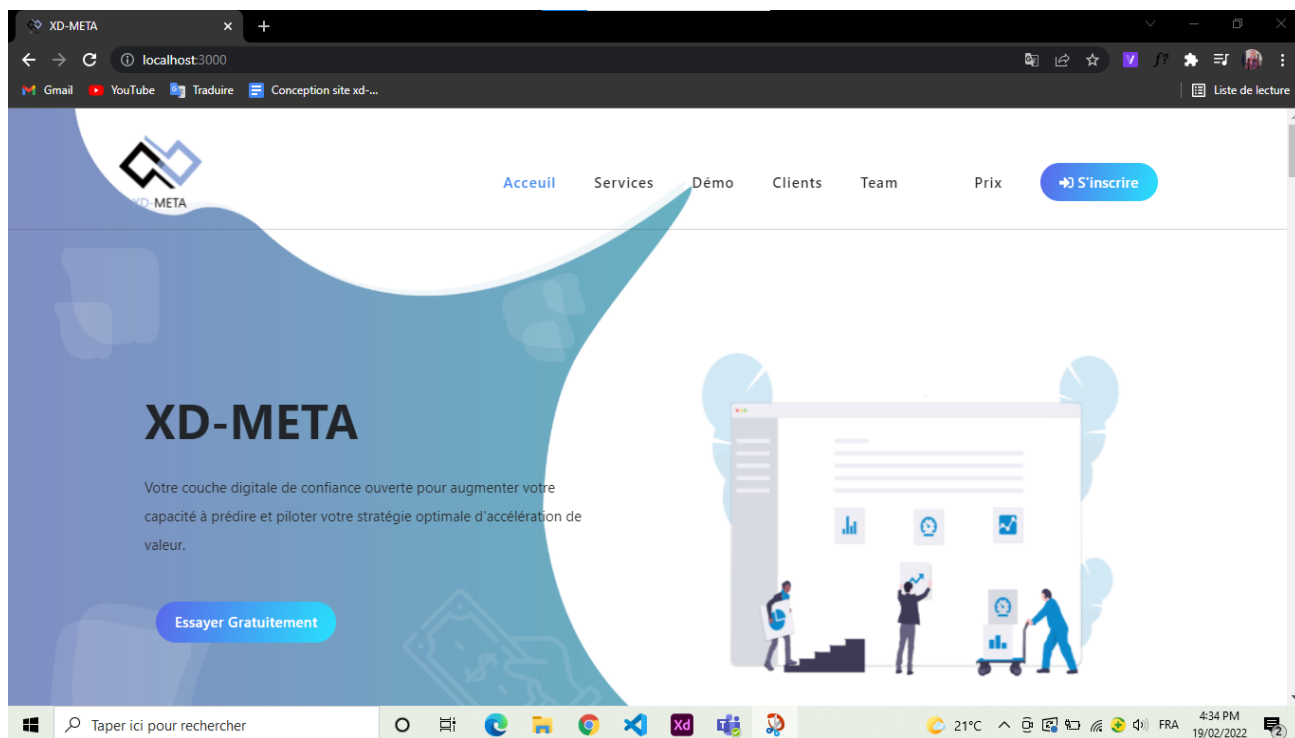 XD-META
localhost:3000
Gmail YouTube Traduire Conception site xd-... Liste de lecture
XD-META
Acceuil Services Démo Clients Team Prix S'inscrire
XD-META
Votre couche digitale de confiance ouverte pour augmenter votre
capacité à prédire et piloter votre stratégie optimale d'accélération de
valeur.
Essayer Gratuitement
Taper ici pour rechercher
Xd
21°C FRA 4:34 PM
19/02/2022
2